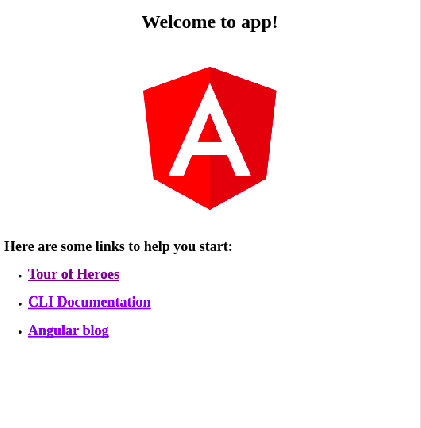 Welcome to app!
A
Here are some links to help you start:
Tour of Heroes
CLI Documentation
Angular blog